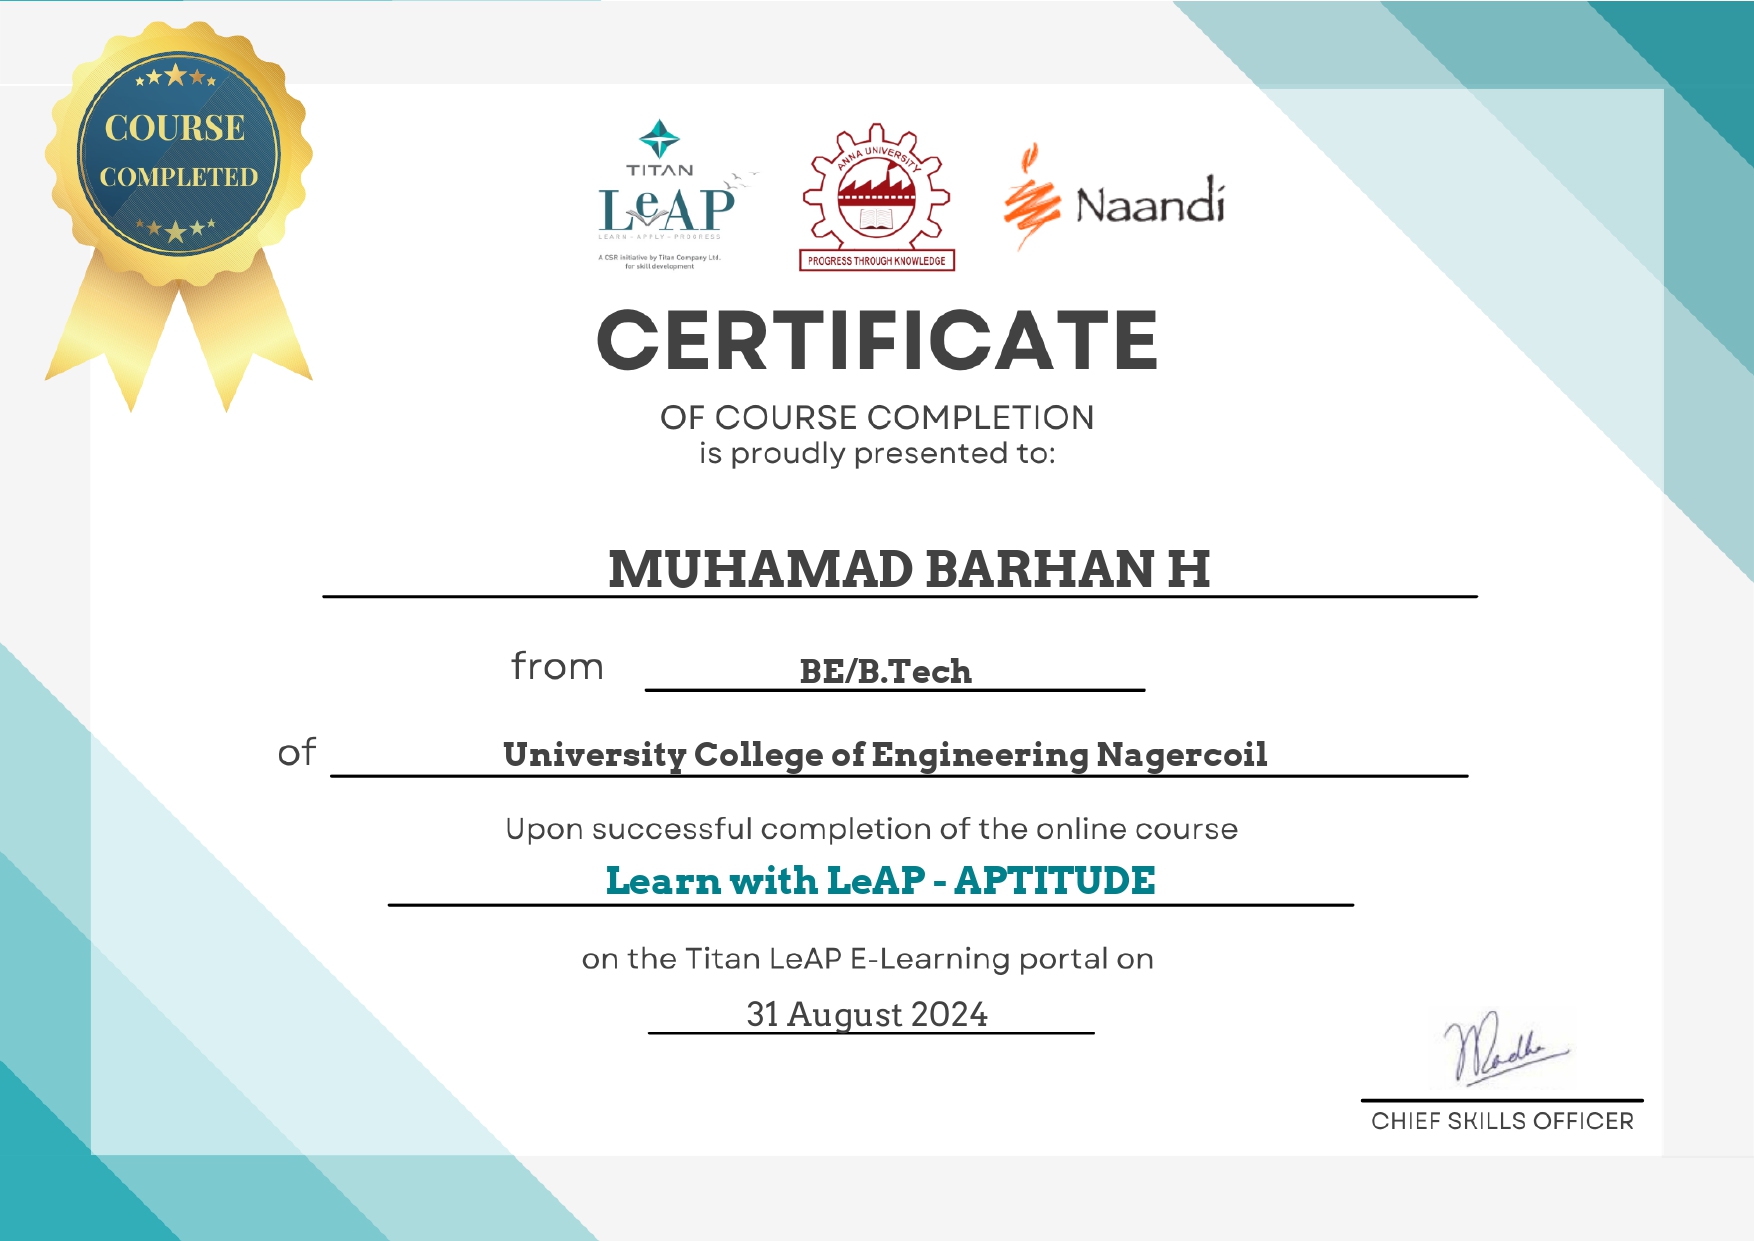 COURSE
COMPLETED
TITAN
LeAP
LEARN - APPLY - PROGRESS
A CSR initiative by Titan Company Ltd.
for skill development
ANNA UNIVERSITY
PROGRESS THROUGH KNOWLEDGE
Naandi
CERTIFICATE
OF COURSE COMPLETION
is proudly presented to:
MUHAMAD BARHAN H
from BE/B.Tech
of University College of Engineering Nagercoil
Upon successful completion of the online course
Learn with LeAP - APTITUDE
on the Titan LeAP E-Learning portal on
31 August 2024
CHIEF SKILLS OFFICER